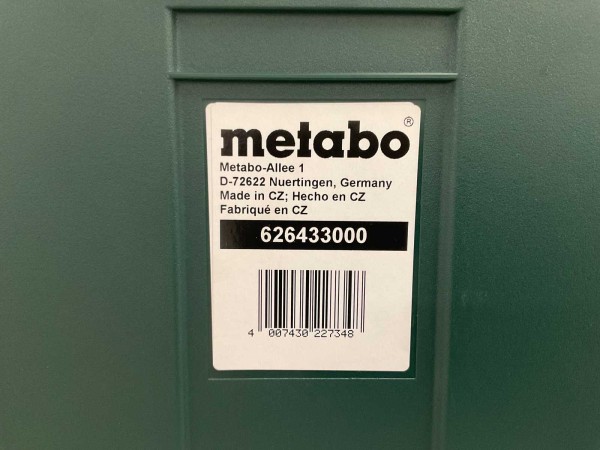 metabo®
Metabo-Allee 1
D-72622 Nuertingen, Germany
Made in CZ; Hecho en CZ
Fabriqué en CZ
626433000
4 007430 227348